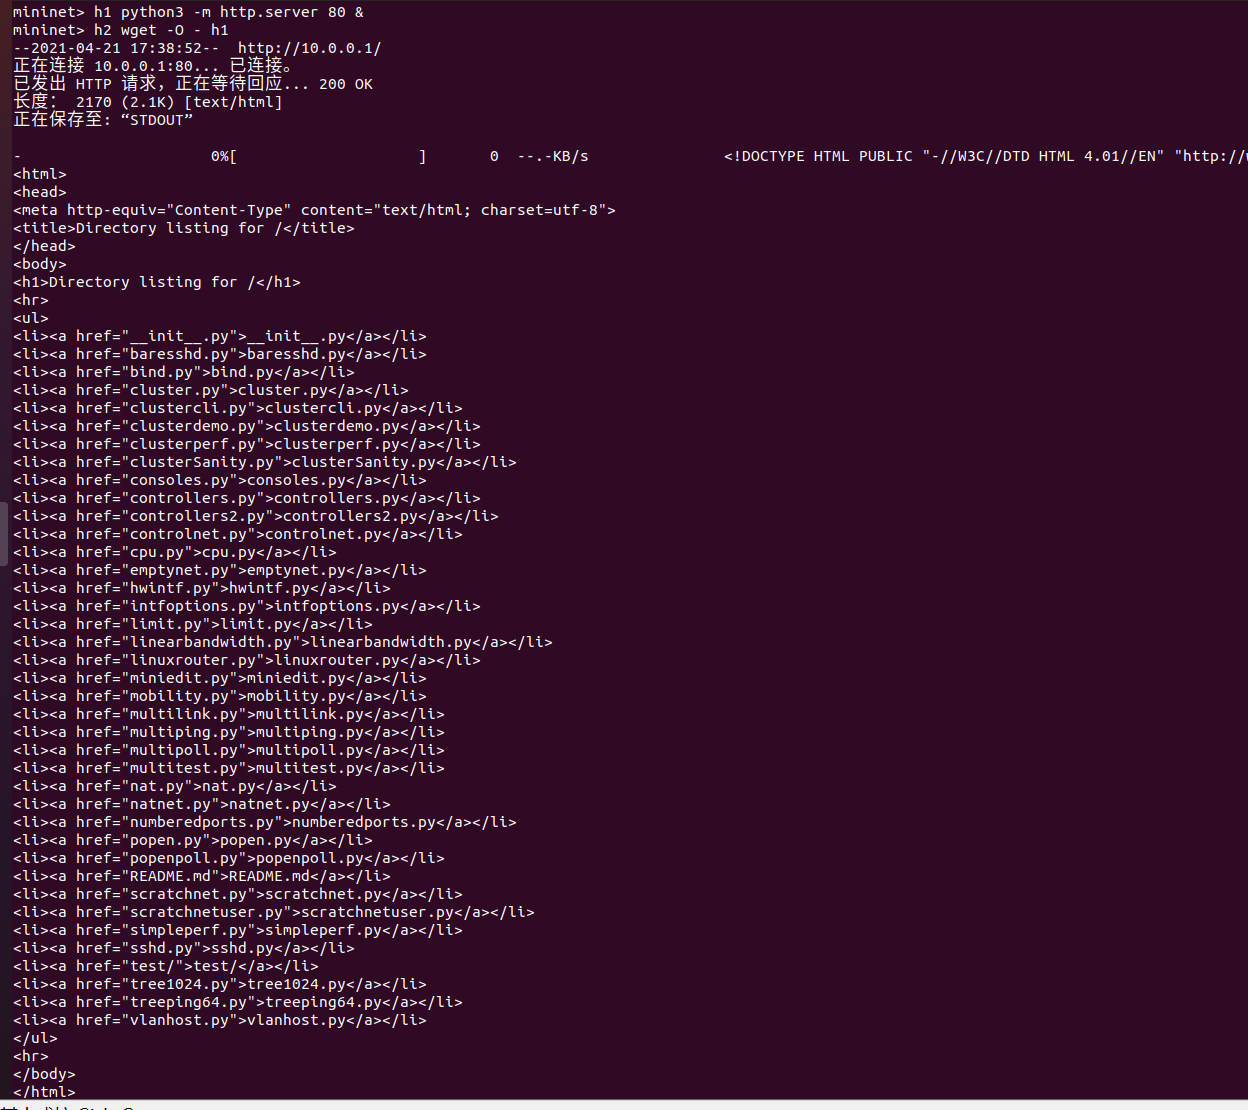 mininet> h1 python3 -m http.server 80 &
mininet> h2 wget -O - h1
--2021-04-21 17:38:52--  http://10.0.0.1/
正在连接 10.0.0.1:80... 已连接。
已发出 HTTP 请求，正在等待回应... 200 OK
长度： 2170 (2.1K) [text/html]
正在保存至: “STDOUT”
-                     0%[                    ]       0  --.-KB/s               <!DOCTYPE HTML PUBLIC "-//W3C//DTD HTML 4.01//EN" "http://
<html>
<head>
<meta http-equiv="Content-Type" content="text/html; charset=utf-8">
<title>Directory listing for /</title>
</head>
<body>
<h1>Directory listing for /</h1>
<hr>
<ul>
<li><a href="__init__.py">__init__.py</a></li>
<li><a href="baresshd.py">baresshd.py</a></li>
<li><a href="bind.py">bind.py</a></li>
<li><a href="cluster.py">cluster.py</a></li>
<li><a href="clustercli.py">clustercli.py</a></li>
<li><a href="clusterdemo.py">clusterdemo.py</a></li>
<li><a href="clusterperf.py">clusterperf.py</a></li>
<li><a href="clusterSanity.py">clusterSanity.py</a></li>
<li><a href="consoles.py">consoles.py</a></li>
<li><a href="controllers.py">controllers.py</a></li>
<li><a href="controllers2.py">controllers2.py</a></li>
<li><a href="controlnet.py">controlnet.py</a></li>
<li><a href="cpu.py">cpu.py</a></li>
<li><a href="emptynet.py">emptynet.py</a></li>
<li><a href="hwintf.py">hwintf.py</a></li>
<li><a href="intfoptions.py">intfoptions.py</a></li>
<li><a href="limit.py">limit.py</a></li>
<li><a href="linearbandwidth.py">linearbandwidth.py</a></li>
<li><a href="linuxrouter.py">linuxrouter.py</a></li>
<li><a href="miniedit.py">miniedit.py</a></li>
<li><a href="mobility.py">mobility.py</a></li>
<li><a href="multilink.py">multilink.py</a></li>
<li><a href="multiping.py">multiping.py</a></li>
<li><a href="multipoll.py">multipoll.py</a></li>
<li><a href="multitest.py">multitest.py</a></li>
<li><a href="nat.py">nat.py</a></li>
<li><a href="natnet.py">natnet.py</a></li>
<li><a href="numberedports.py">numberedports.py</a></li>
<li><a href="popen.py">popen.py</a></li>
<li><a href="popenpoll.py">popenpoll.py</a></li>
<li><a href="README.md">README.md</a></li>
<li><a href="scratchnet.py">scratchnet.py</a></li>
<li><a href="scratchnetuser.py">scratchnetuser.py</a></li>
<li><a href="simpleperf.py">simpleperf.py</a></li>
<li><a href="sshd.py">sshd.py</a></li>
<li><a href="test/">test/</a></li>
<li><a href="tree1024.py">tree1024.py</a></li>
<li><a href="treeping64.py">treeping64.py</a></li>
<li><a href="vlanhost.py">vlanhost.py</a></li>
</ul>
<hr>
</body>
</html>